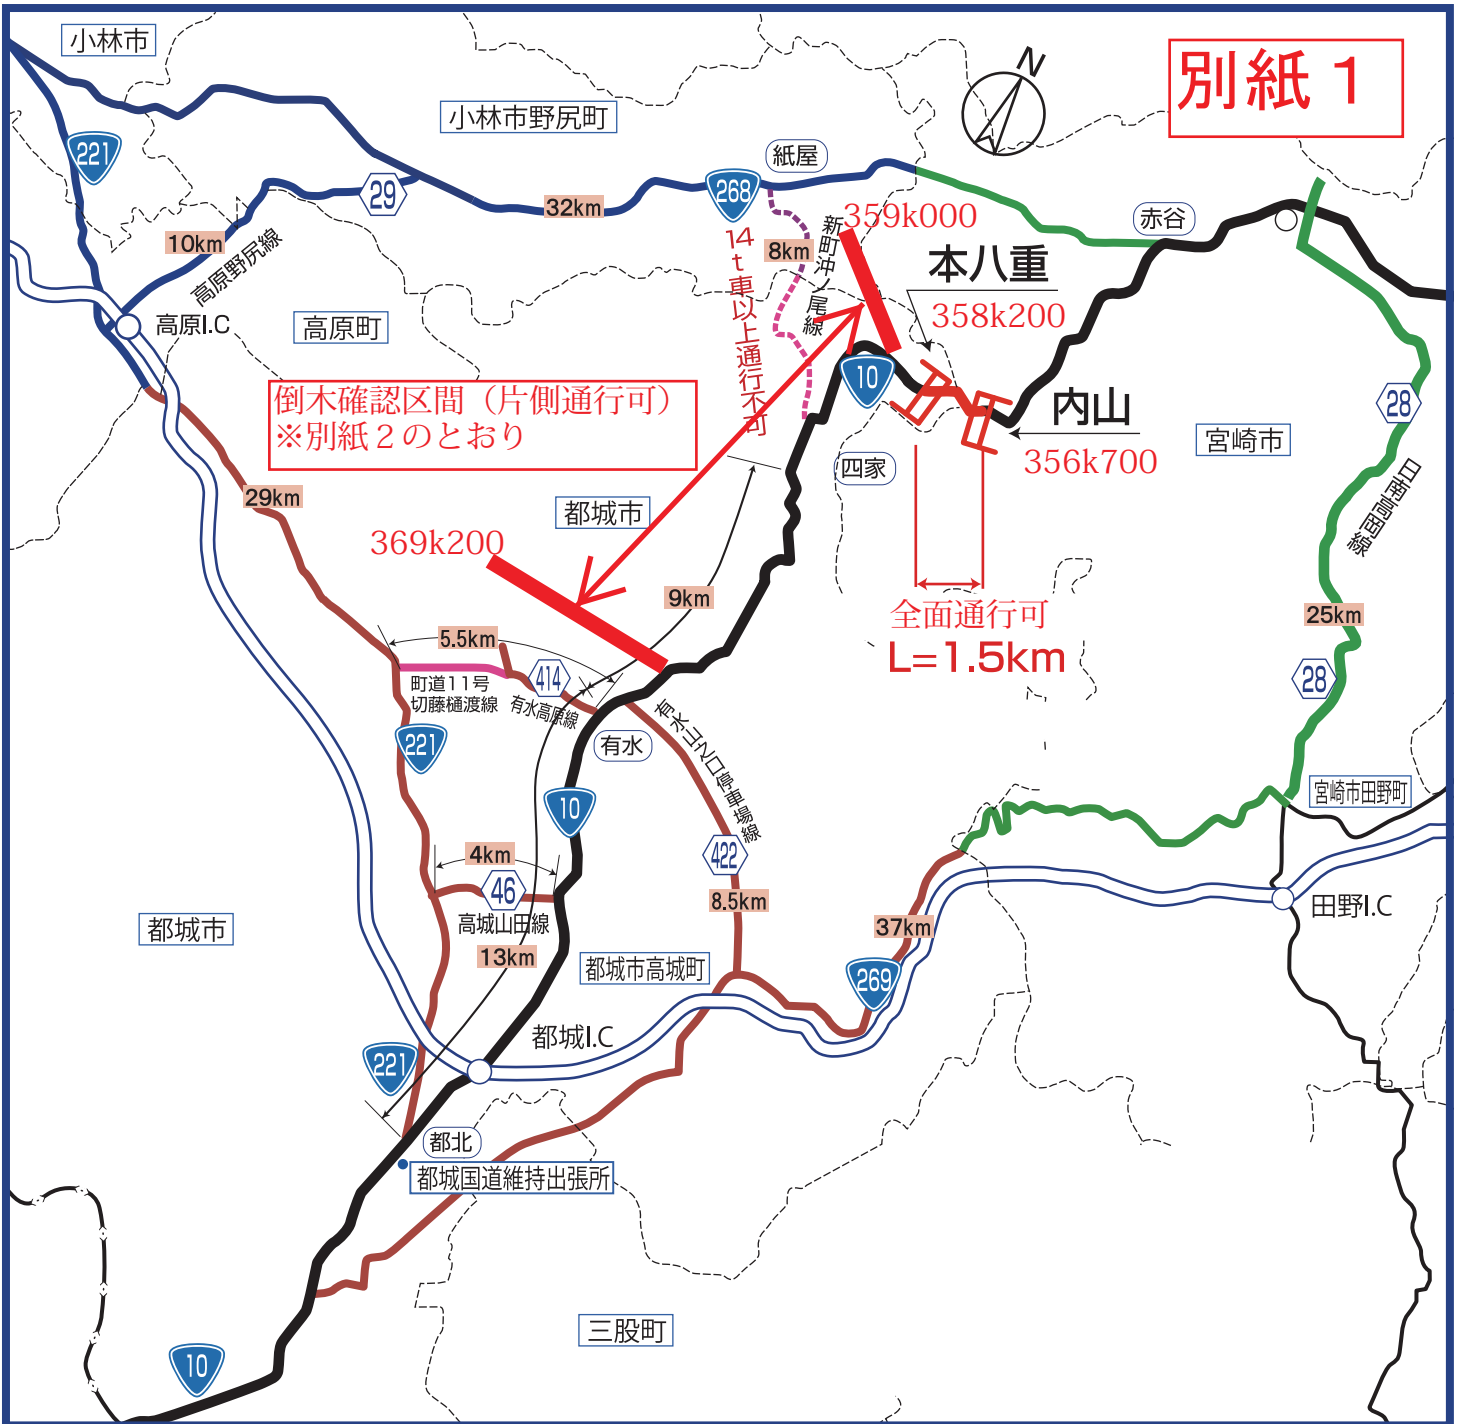 小林市
別紙1
N
小林市野尻町
221
紙屋
29
268
32km
359k000
赤谷
10km
高原野尻線
14t車以上通行不可
8km
新町沖ノ尾線
本八重
358k200
高原I.C
高原町
10
倒木確認区間（片側通行可）
※別紙２のとおり
内山
356k700
28
宮崎市
四家
29km
都城市
日南高岡線
369k200
9km
全面通行可
L=1.5km
25km
5.5km
町道11号
切藤樋渡線
414
有水高原線
28
有水山之口停車場線
221
有水
10
宮崎市田野町
4km
46
422
高城山田線
8.5km
田野I.C
都城市
13km
37km
都城市高城町
269
都城I.C
221
都北
都城国道維持出張所
三股町
10